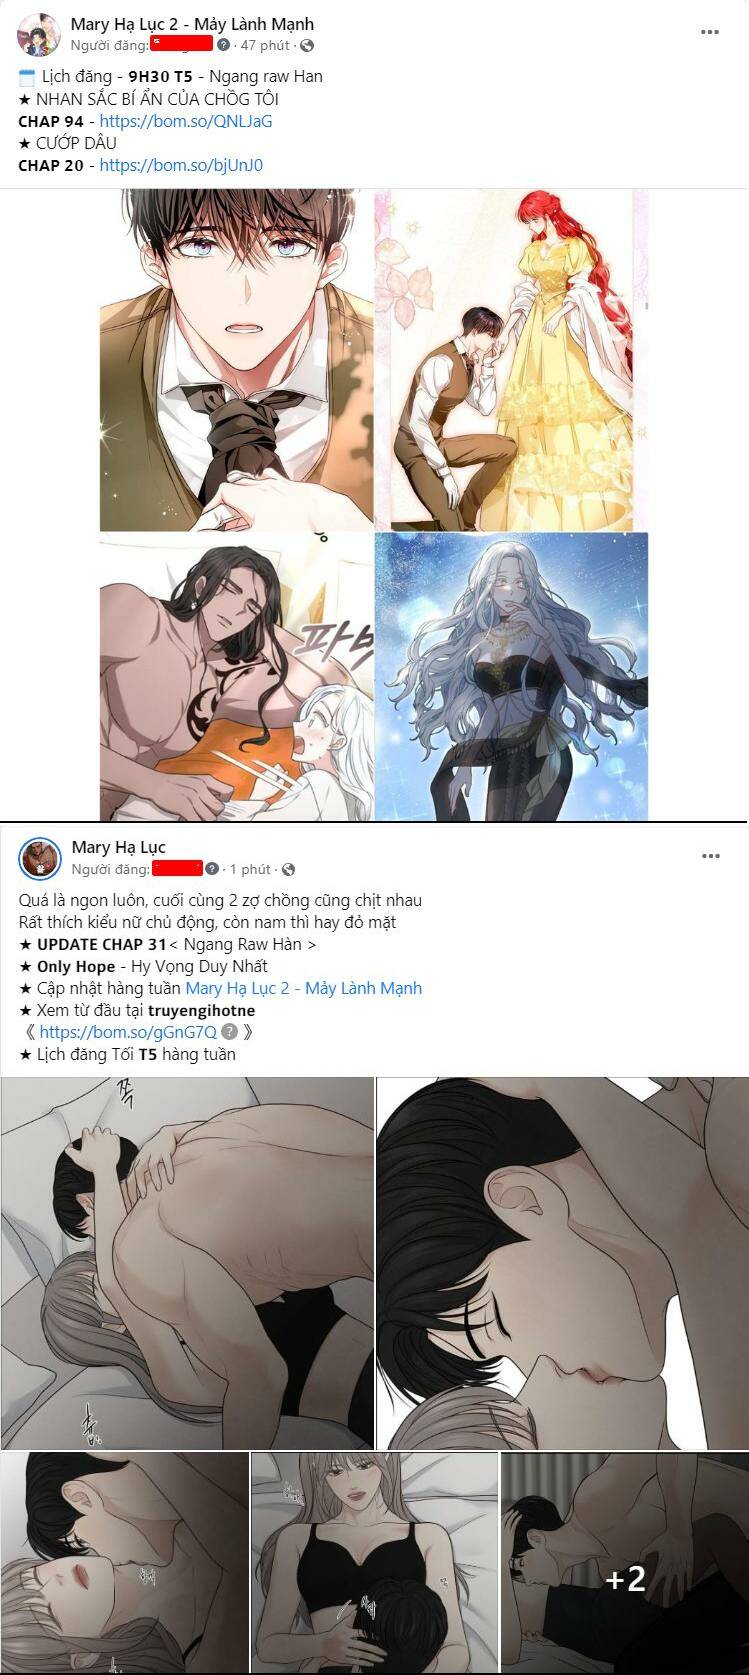 Mary Hạ Lục 2 - Mảy Lành Mạnh
Người đăng: · 47 phút ·
Lịch đăng - 9H30 T5 - Ngang raw Han
★ NHAN SẮC BÍ ẨN CỦA CHỒG TÔI
CHAP 94 - https://bom.so/QNLJaG
★ CƯỚP DÂU
CHAP 20 - https://bom.so/bjUnJ0
파박
Mary Hạ Lục
Người đăng: · 1 phút ·
Quá là ngon luôn, cuối cùng 2 zợ chồng cũng chịt nhau
Rất thích kiểu nữ chủ động, còn nam thì hay đỏ mặt
★ UPDATE CHAP 31< Ngang Raw Hàn >
★ Only Hope - Hy Vọng Duy Nhất
★ Cập nhật hàng tuần Mary Hạ Lục 2 - Mảy Lành Mạnh
★ Xem từ đầu tại truyengihotne
《 https://bom.so/gGnG7Q 》
★ Lịch đăng Tối T5 hàng tuần
쪽
+2